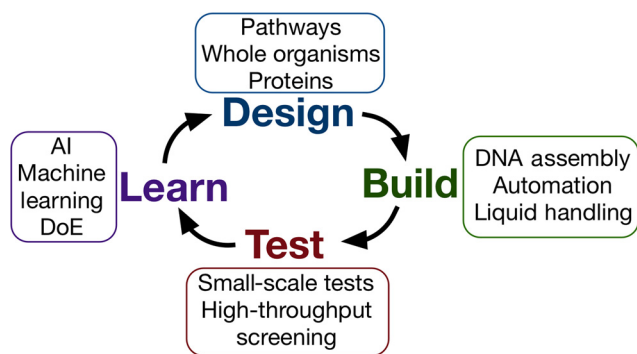 Pathways
Whole organisms
Proteins
Design
AI
Machine
learning
DoE
Learn
Build
DNA assembly
Automation
Liquid handling
Test
Small-scale tests
High-throughput
screening